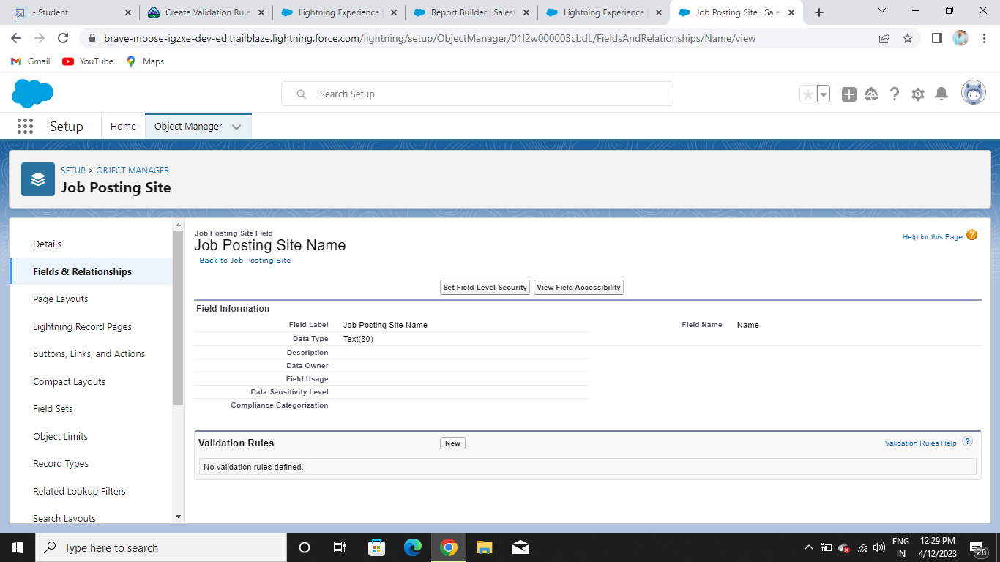 - Student
Create Validation Rule
Lightning Experience
Report Builder | Salesf
Lightning Experience |
Job Posting Site | Sale
brave-moose-igzxe-dev-ed.trailblaze.lightning.force.com/lightning/setup/ObjectManager/01I2w000003cbdL/FieldsAndRelationships/Name/view
Gmail YouTube Maps
Search Setup
Setup Home Object Manager
SETUP > OBJECT MANAGER
Job Posting Site
Details
Fields & Relationships
Page Layouts
Lightning Record Pages
Buttons, Links, and Actions
Compact Layouts
Field Sets
Object Limits
Record Types
Related Lookup Filters
Search Layouts
Job Posting Site Field
Job Posting Site Name
Back to Job Posting Site
Help for this Page ?
Set Field-Level Security View Field Accessibility
Field Information
Field Label Job Posting Site Name Field Name Name
Data Type Text(80)
Description
Data Owner
Field Usage
Data Sensitivity Level
Compliance Categorization
Validation Rules New Validation Rules Help ?
No validation rules defined.
Type here to search
ENG
IN
12:29 PM
4/12/2023
28